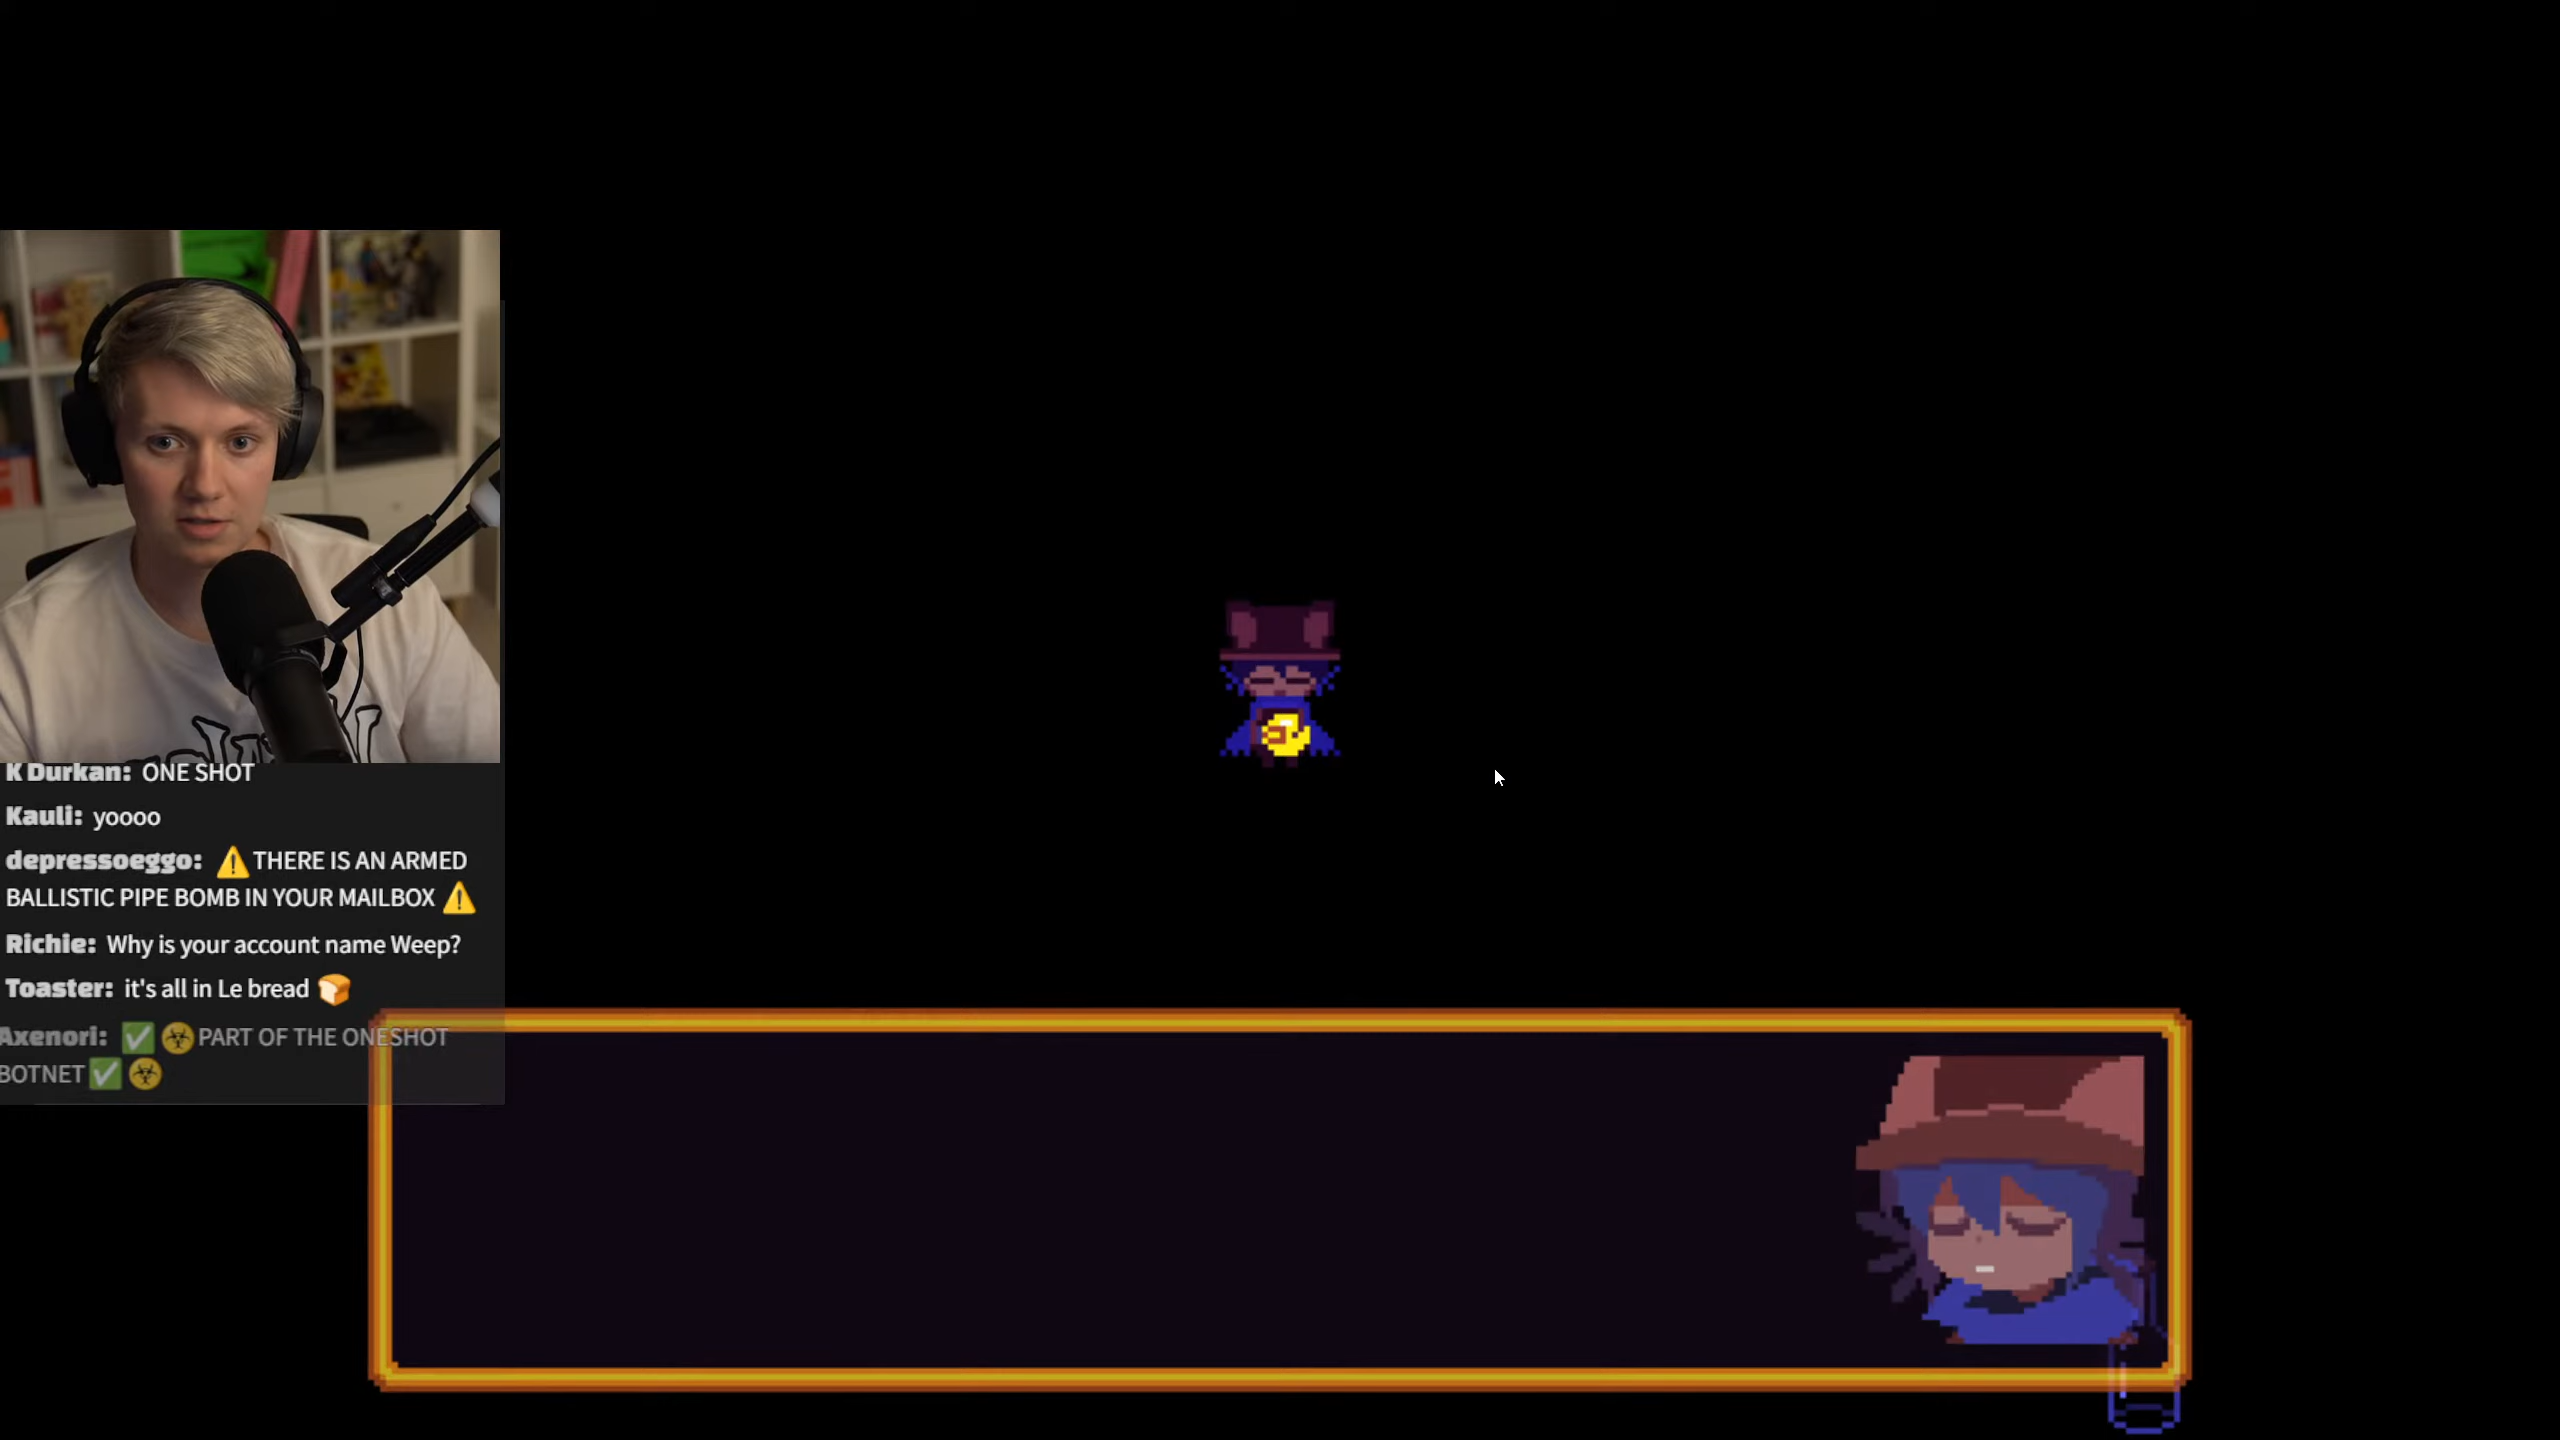 K Durkan: ONE SHOT
Kauli: yoooo
depressoeggo: ⚠️ THERE IS AN ARMED
BALLISTIC PIPE BOMB IN YOUR MAILBOX ⚠️
Richie: Why is your account name Weep?
Toaster: it's all in Le bread 🍞
Axenori: ✅ ☣️ PART OF THE ONESHOT
BOTNET ✅ ☣️